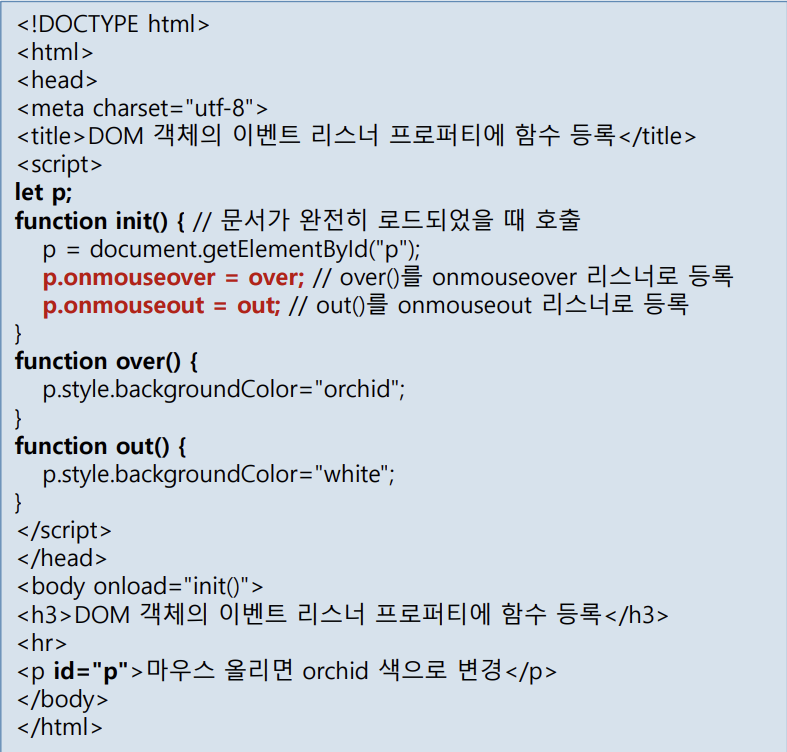 <!DOCTYPE html>
<html>
<head>
<meta charset="utf-8">
<title>DOM 객체의 이벤트 리스너 프로퍼티에 함수 등록</title>
<script>
let p;
function init() { // 문서가 완전히 로드되었을 때 호출
p = document.getElementById("p");
p.onmouseover = over; // over()를 onmouseover 리스너로 등록
p.onmouseout = out; // out()를 onmouseout 리스너로 등록
}
function over() {
p.style.backgroundColor="orchid";
}
function out() {
p.style.backgroundColor="white";
}
</script>
</head>
<body onload="init()">
<h3>DOM 객체의 이벤트 리스너 프로퍼티에 함수 등록</h3>
<hr>
<p id="p">마우스 올리면 orchid 색으로 변경</p>
</body>
</html>